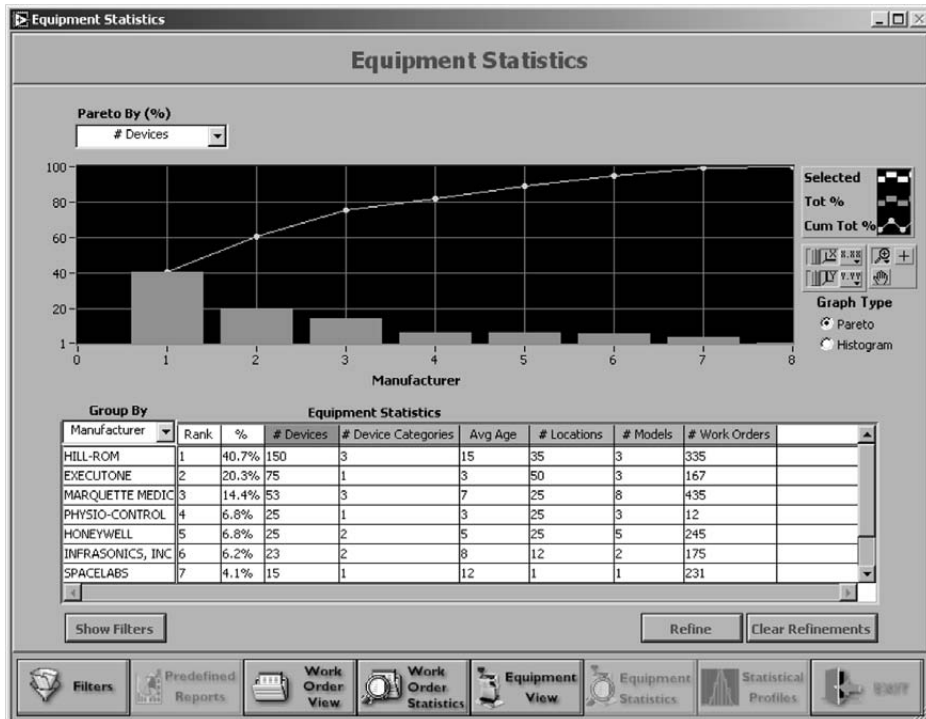 Equipment Statistics
Equipment Statistics
Pareto By (%)
# Devices
100
80
60
40
20
1
0 1 2 3 4 5 6 7 8
Manufacturer
Selected
Tot %
Cum Tot %
X X.XX
Y Y.YY
Graph Type
Pareto
Histogram
Group By
Equipment Statistics
Manufacturer Rank % # Devices # Device Categories Avg Age # Locations # Models # Work Orders
HILL-ROM 1 40.7% 150 3 15 35 3 335
EXECUTONE 2 20.3% 75 1 3 50 3 167
MARQUETTE MEDIC 3 14.4% 53 3 7 25 8 435
PHYSIO-CONTROL 4 6.8% 25 1 3 25 3 12
HONEYWELL 5 6.8% 25 2 5 25 5 245
INFRASONICS, INC 6 6.2% 23 2 8 12 2 175
SPACELABS 7 4.1% 15 1 12 1 1 231
Show Filters
Refine
Clear Refinements
Filters
Predefined
Reports
Work
Order
View
Work
Order
Statistics
Equipment
View
Equipment
Statistics
Statistical
Profiles
EXIT